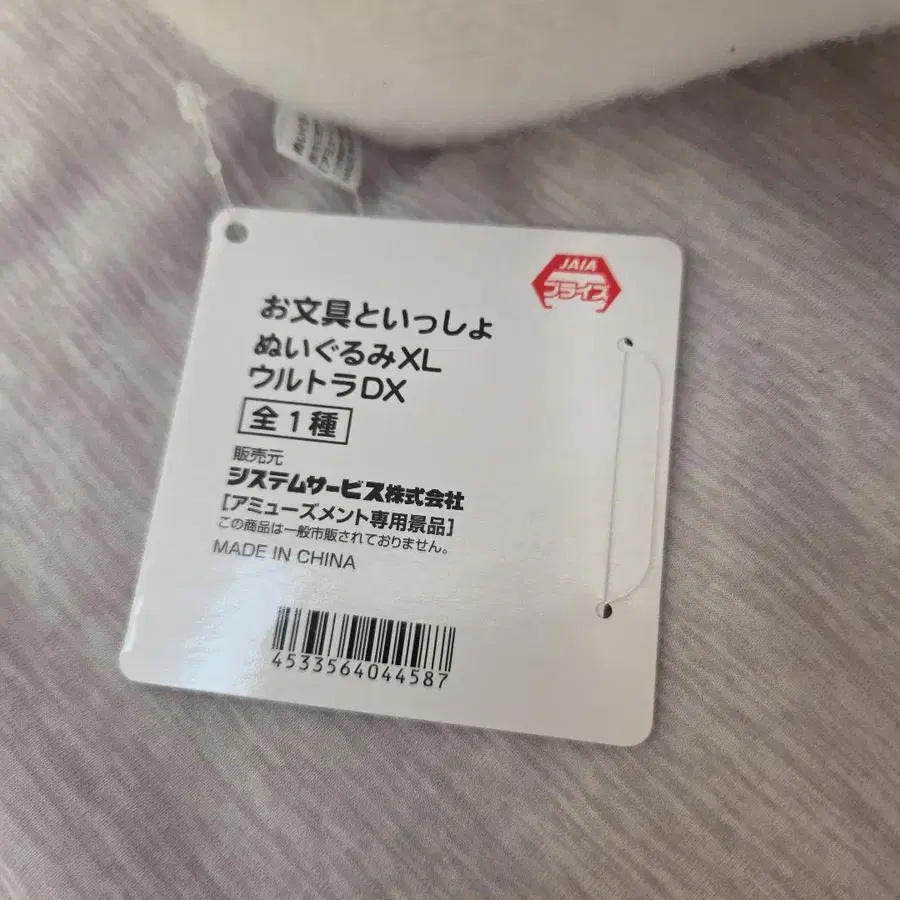 JAIA
プライズ
お文具といっしょ
ぬいぐるみXL
ウルトラDX
全1種
販売元
システムサービス株式会社
[アミューズメント専用景品]
この商品は一般市販されておりません。
MADE IN CHINA
4533564044587